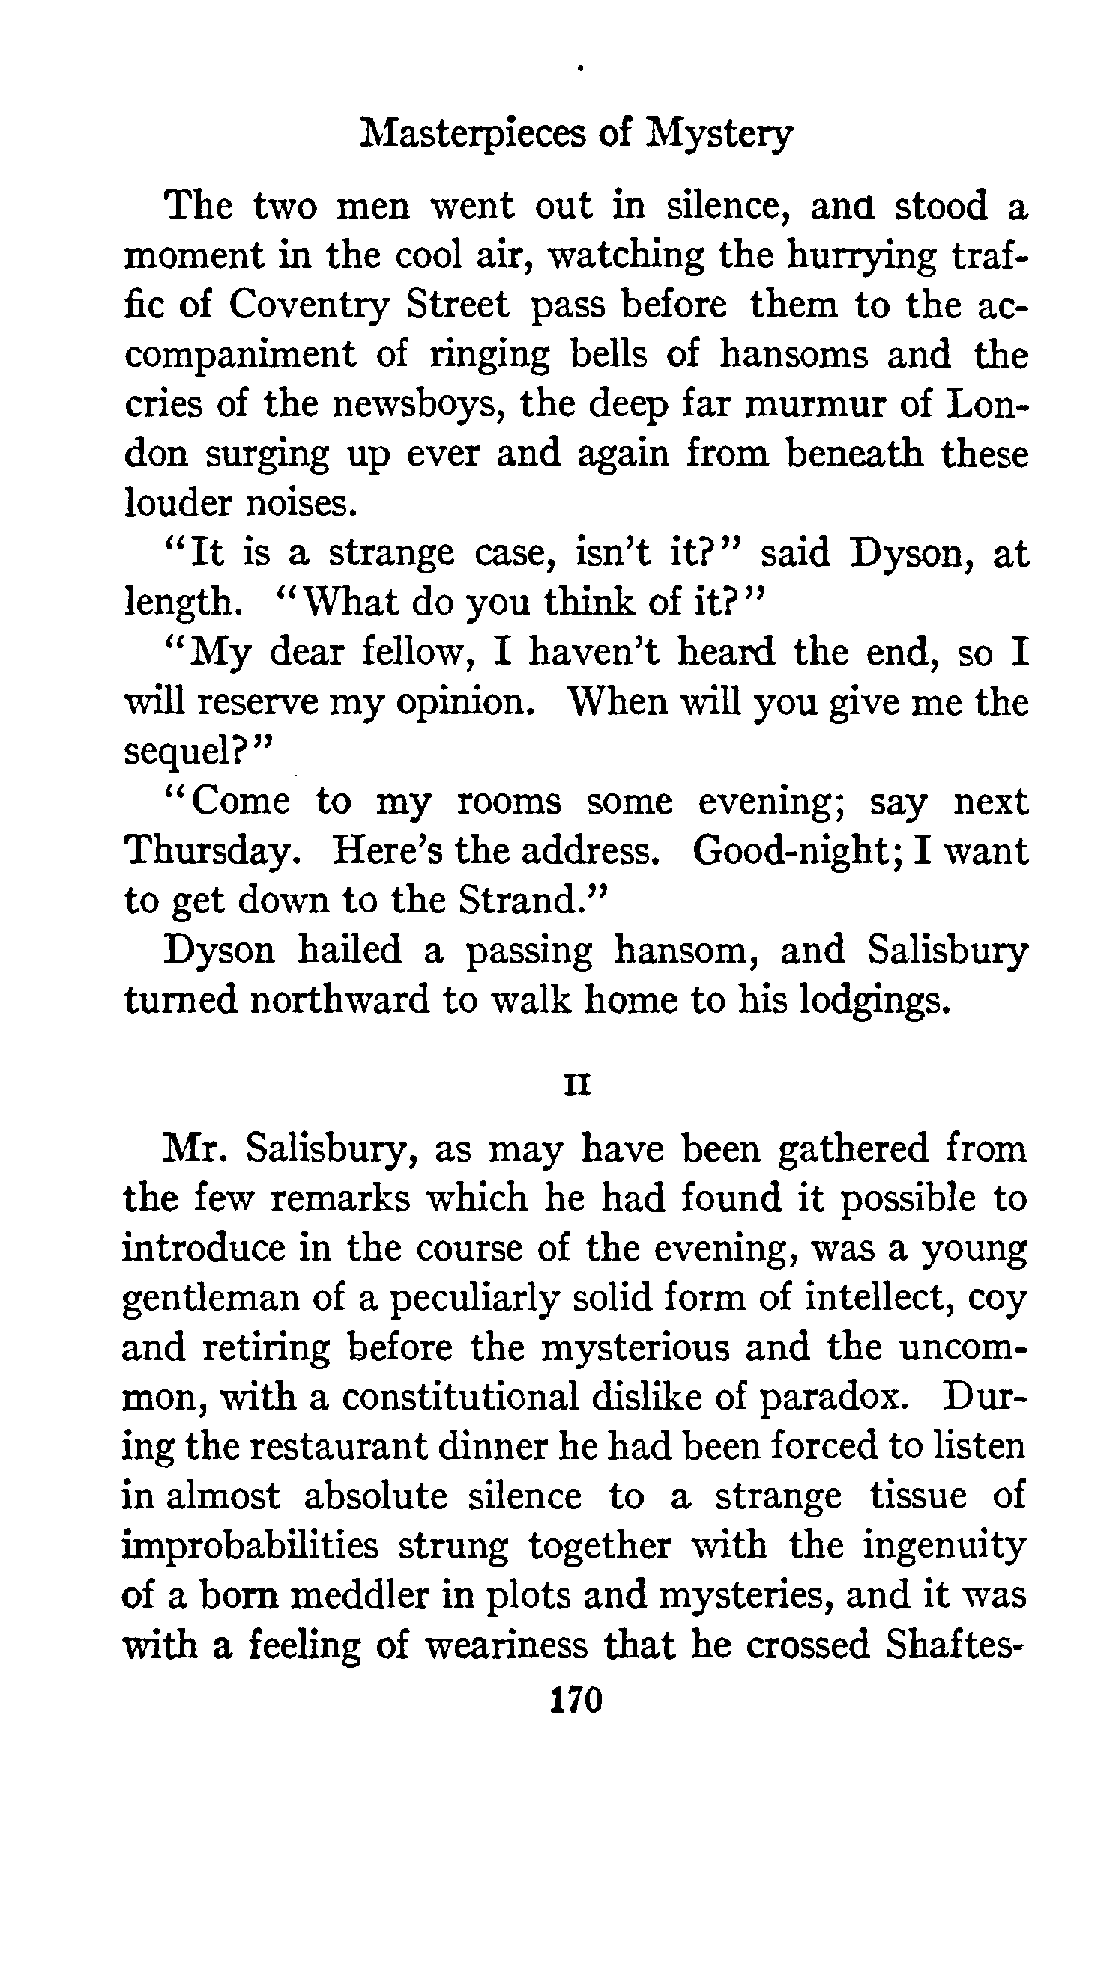 Masterpieces of Mystery
The two men went out in silence, and stood a
moment in the cool air, watching the hurrying traf-
fic of Coventry Street pass before them to the ac-
companiment of ringing bells of hansoms and the
cries of the newsboys, the deep far murmur of Lon-
don surging up ever and again from beneath these
louder noises.
"It is a strange case, isn't it?" said Dyson, at
length. "What do you think of it?"
"My dear fellow, I haven't heard the end, so I
will reserve my opinion. When will you give me the
sequel?"
"Come to my rooms some evening; say next
Thursday. Here's the address. Good-night; I want
to get down to the Strand."
Dyson hailed a passing hansom, and Salisbury
turned northward to walk home to his lodgings.
II
Mr. Salisbury, as may have been gathered from
the few remarks which he had found it possible to
introduce in the course of the evening, was a young
gentleman of a peculiarly solid form of intellect, coy
and retiring before the mysterious and the uncom-
mon, with a constitutional dislike of paradox. Dur-
ing the restaurant dinner he had been forced to listen
in almost absolute silence to a strange tissue of
improbabilities strung together with the ingenuity
of a born meddler in plots and mysteries, and it was
with a feeling of weariness that he crossed Shaftes-
170